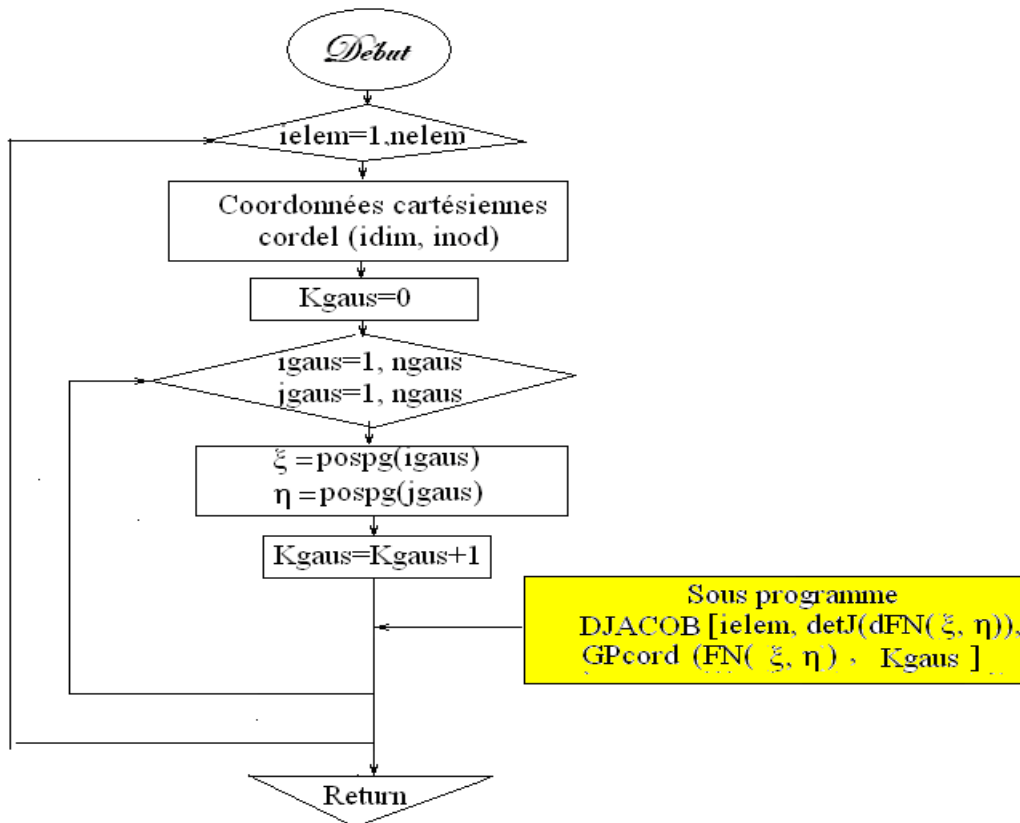 Début
ielem=1,nelem
Coordonnées cartésiennes
cordel (idim, inod)
Kgaus=0
igaus=1, ngaus
jgaus=1, ngaus
ξ =pospg(igaus)
η =pospg(jgaus)
Kgaus=Kgaus+1
Sous programme
DJACOB [ielem, detJ(dFN(ξ, η)),
GPcord (FN( ξ, η) , Kgaus ]
Return